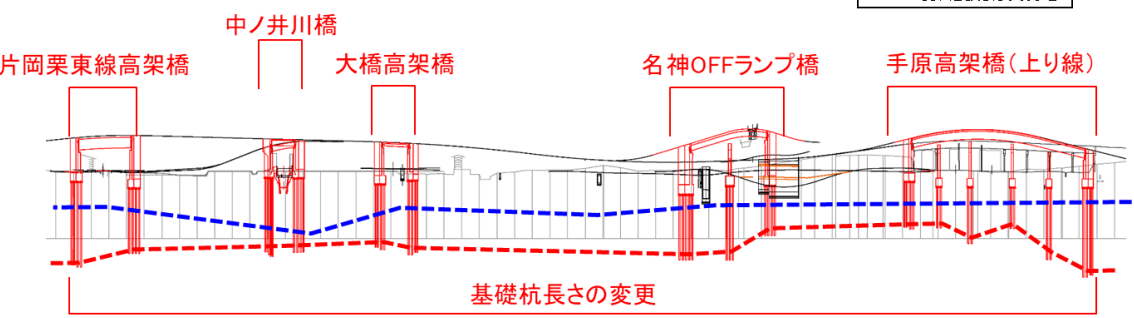 中ノ井川橋
片岡栗東線高架橋
大橋高架橋
名神OFFランプ橋
手原高架橋（上り線）
基礎杭長さの変更